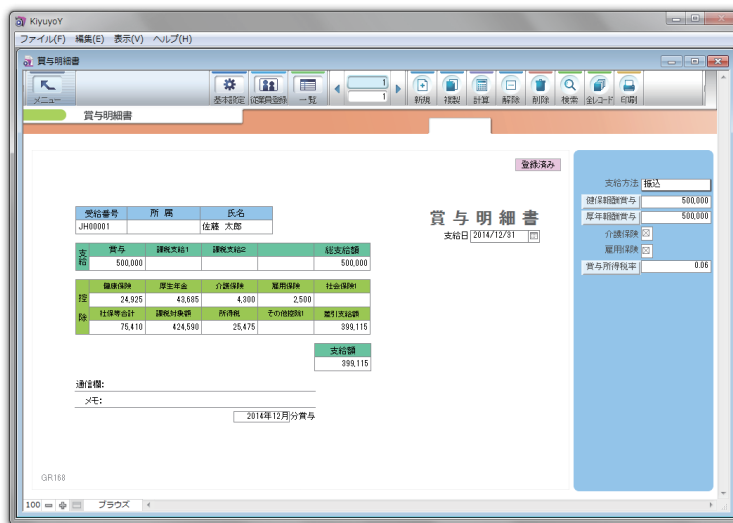 KiyuyoY
ファイル(F) 編集(E) 表示(V) ヘルプ(H)
賞与明細書
メニュー 基本設定 従業員登録 一覧 1 1 新規 複製 計算 解除 削除 検索 全レコード 印刷
賞与明細書
登録済み
支給方法 振込
健保報酬賞与 500,000
厚年報酬賞与 500,000
介護保険
雇用保険
賞与所得税率 0.06
受給番号 所属 氏名
JH00001 佐藤 太郎
賞与明細書
支給日 2014/12/31
支給 賞与 課税支給1 課税支給2 総支給額
500,000 500,000
控除 健康保険 厚生年金 介護保険 雇用保険 社会保険1
24,925 43,685 4,300 2,500
社保等合計 課税対象額 所得税 その他控除1 差引支給額
75,410 424,590 25,475 399,115
支給額
399,115
通信欄:
メモ:
2014年12月分賞与
GR168
100 ブラウズ